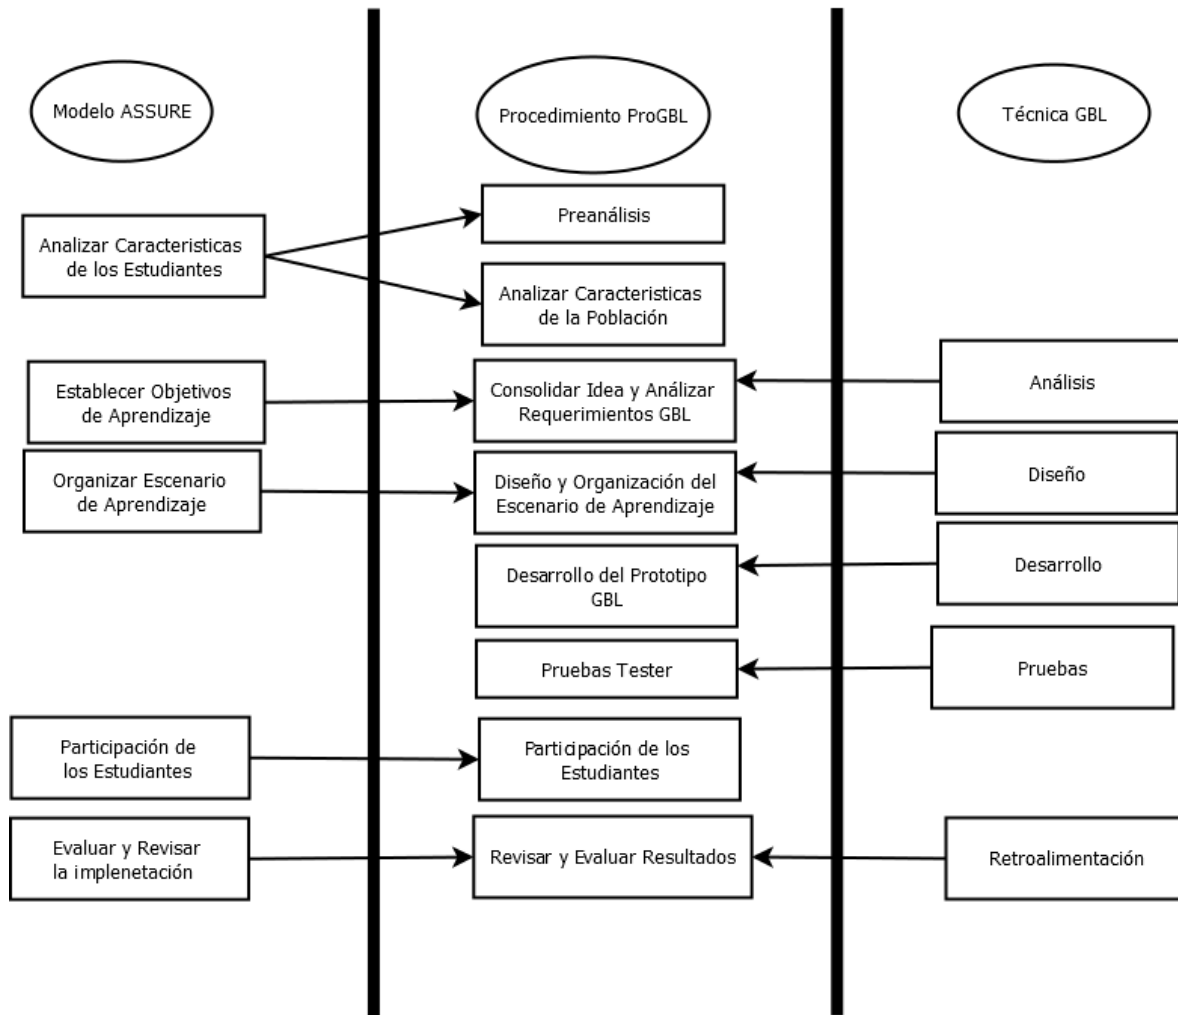 Modelo ASSURE
Procedimiento ProGBL
Técnica GBL
Analizar Caracteristicas
de los Estudiantes
Preanálisis
Analizar Caracteristicas
de la Población
Establecer Objetivos
de Aprendizaje
Consolidar Idea y Análizar
Requerimientos GBL
Análisis
Organizar Escenario
de Aprendizaje
Diseño y Organización del
Escenario de Aprendizaje
Diseño
Desarrollo del Prototipo
GBL
Desarrollo
Pruebas Tester
Pruebas
Participación de
los Estudiantes
Participación de los
Estudiantes
Evaluar y Revisar
la implenetación
Revisar y Evaluar Resultados
Retroalimentación